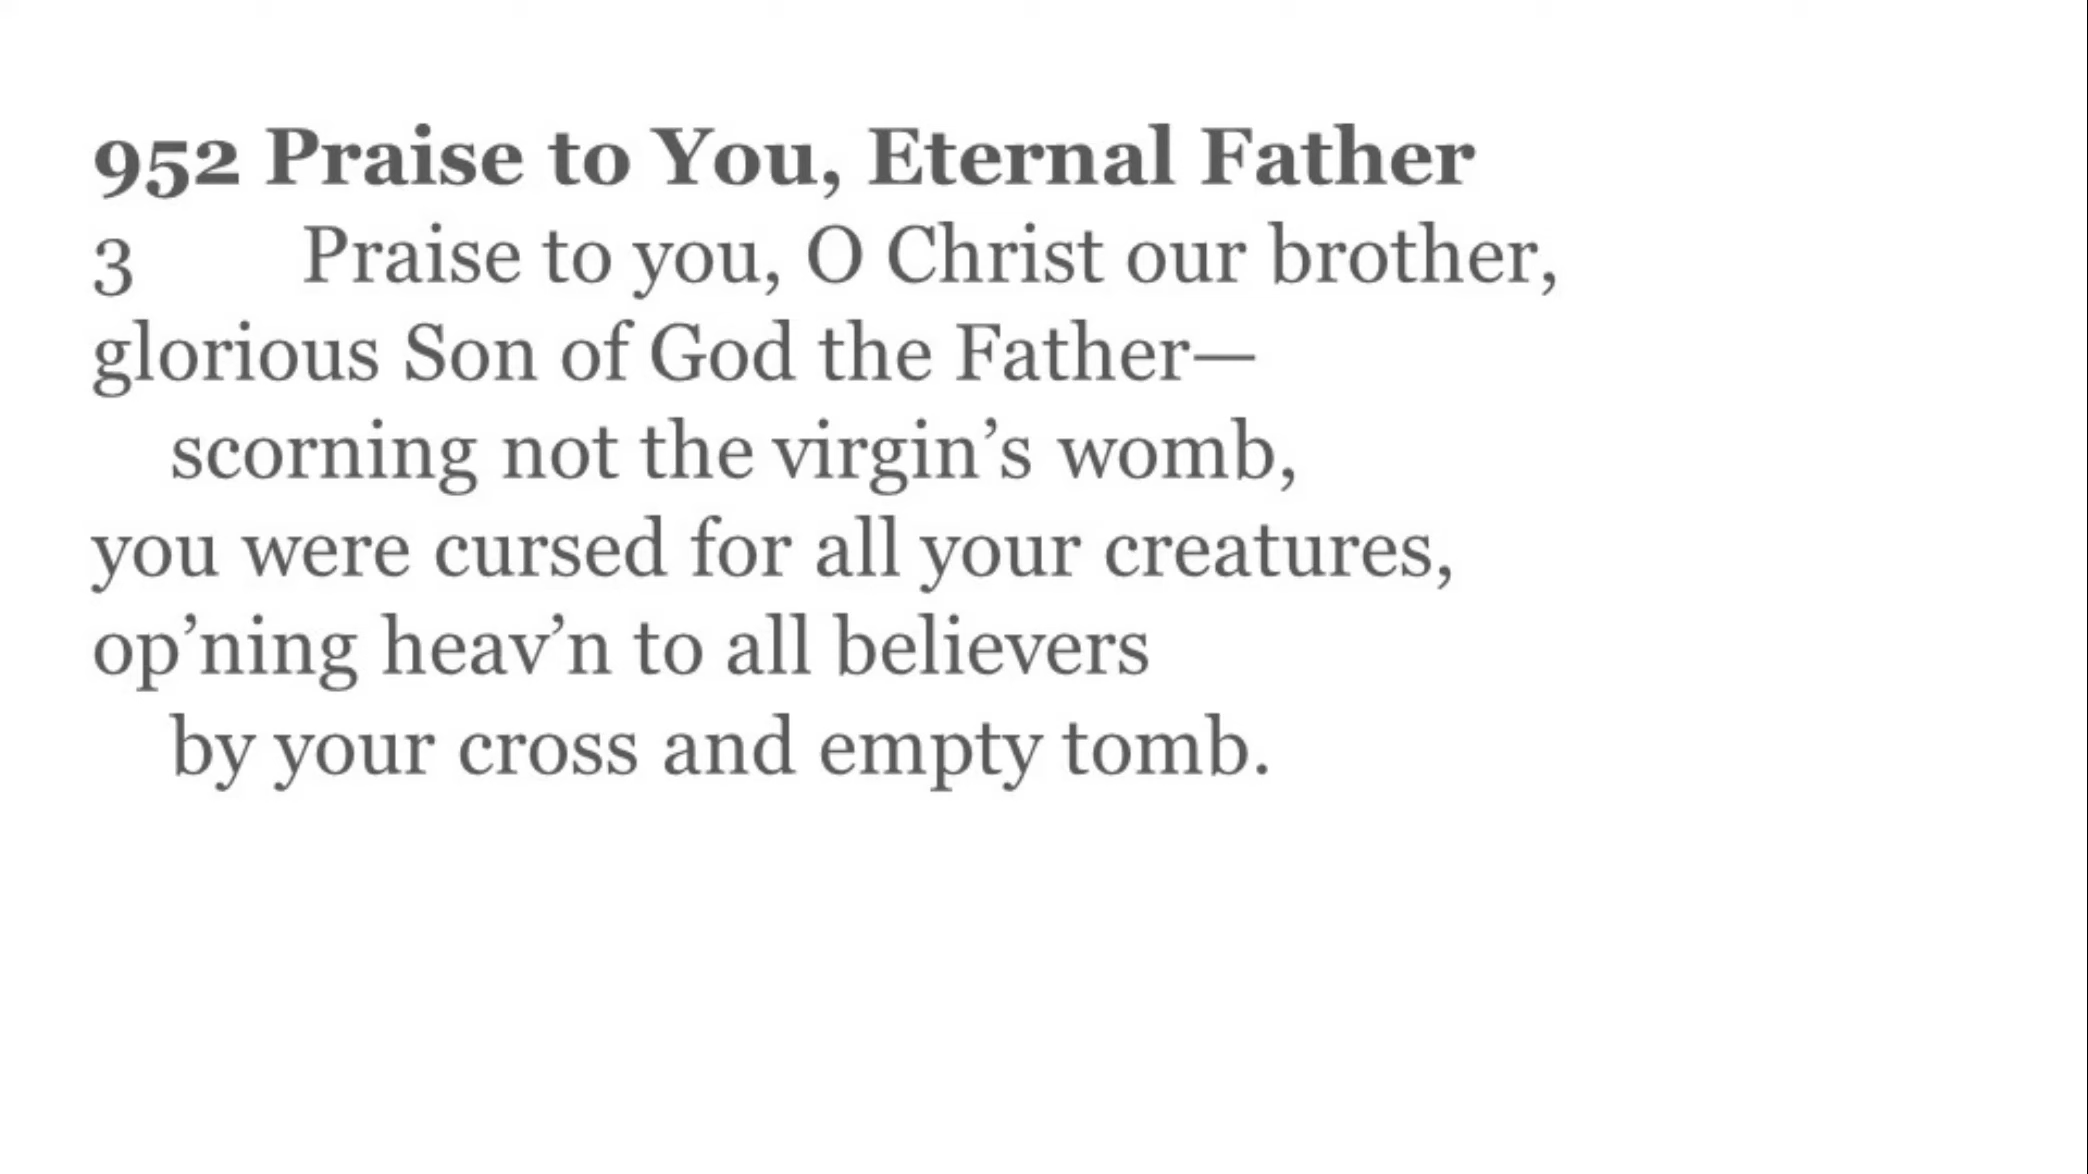 952 Praise to You, Eternal Father
3 Praise to you, O Christ our brother,
glorious Son of God the Father—
scorning not the virgin’s womb,
you were cursed for all your creatures,
op’ning heav’n to all believers
by your cross and empty tomb.